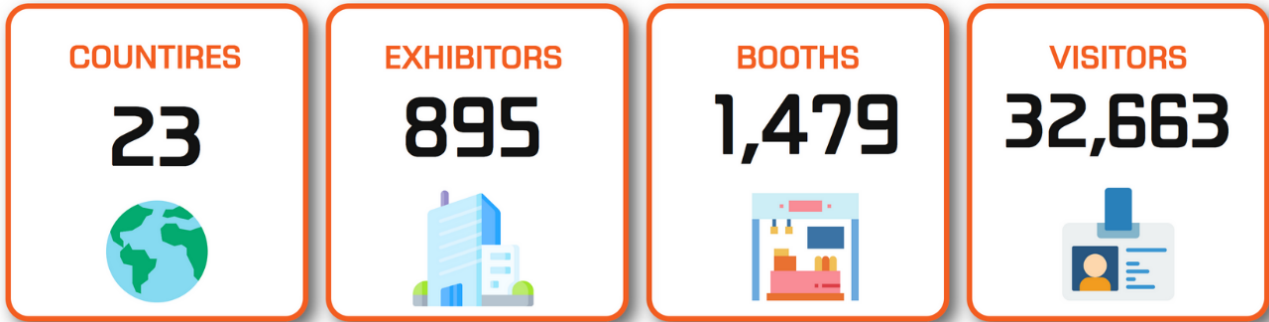 COUNTIRES
23
EXHIBITORS
895
BOOTHS
1,479
VISITORS
32,663